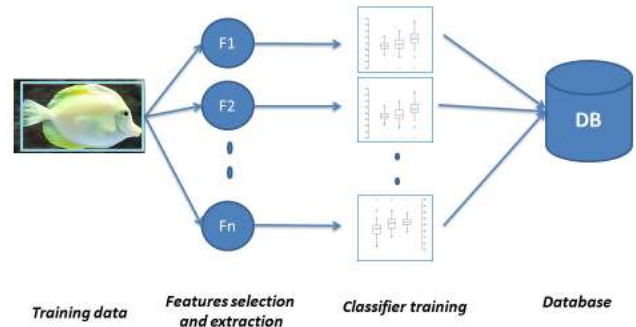 F1
F2
Fn
DB
Training data
Features selection
and extraction
Classifier training
Database